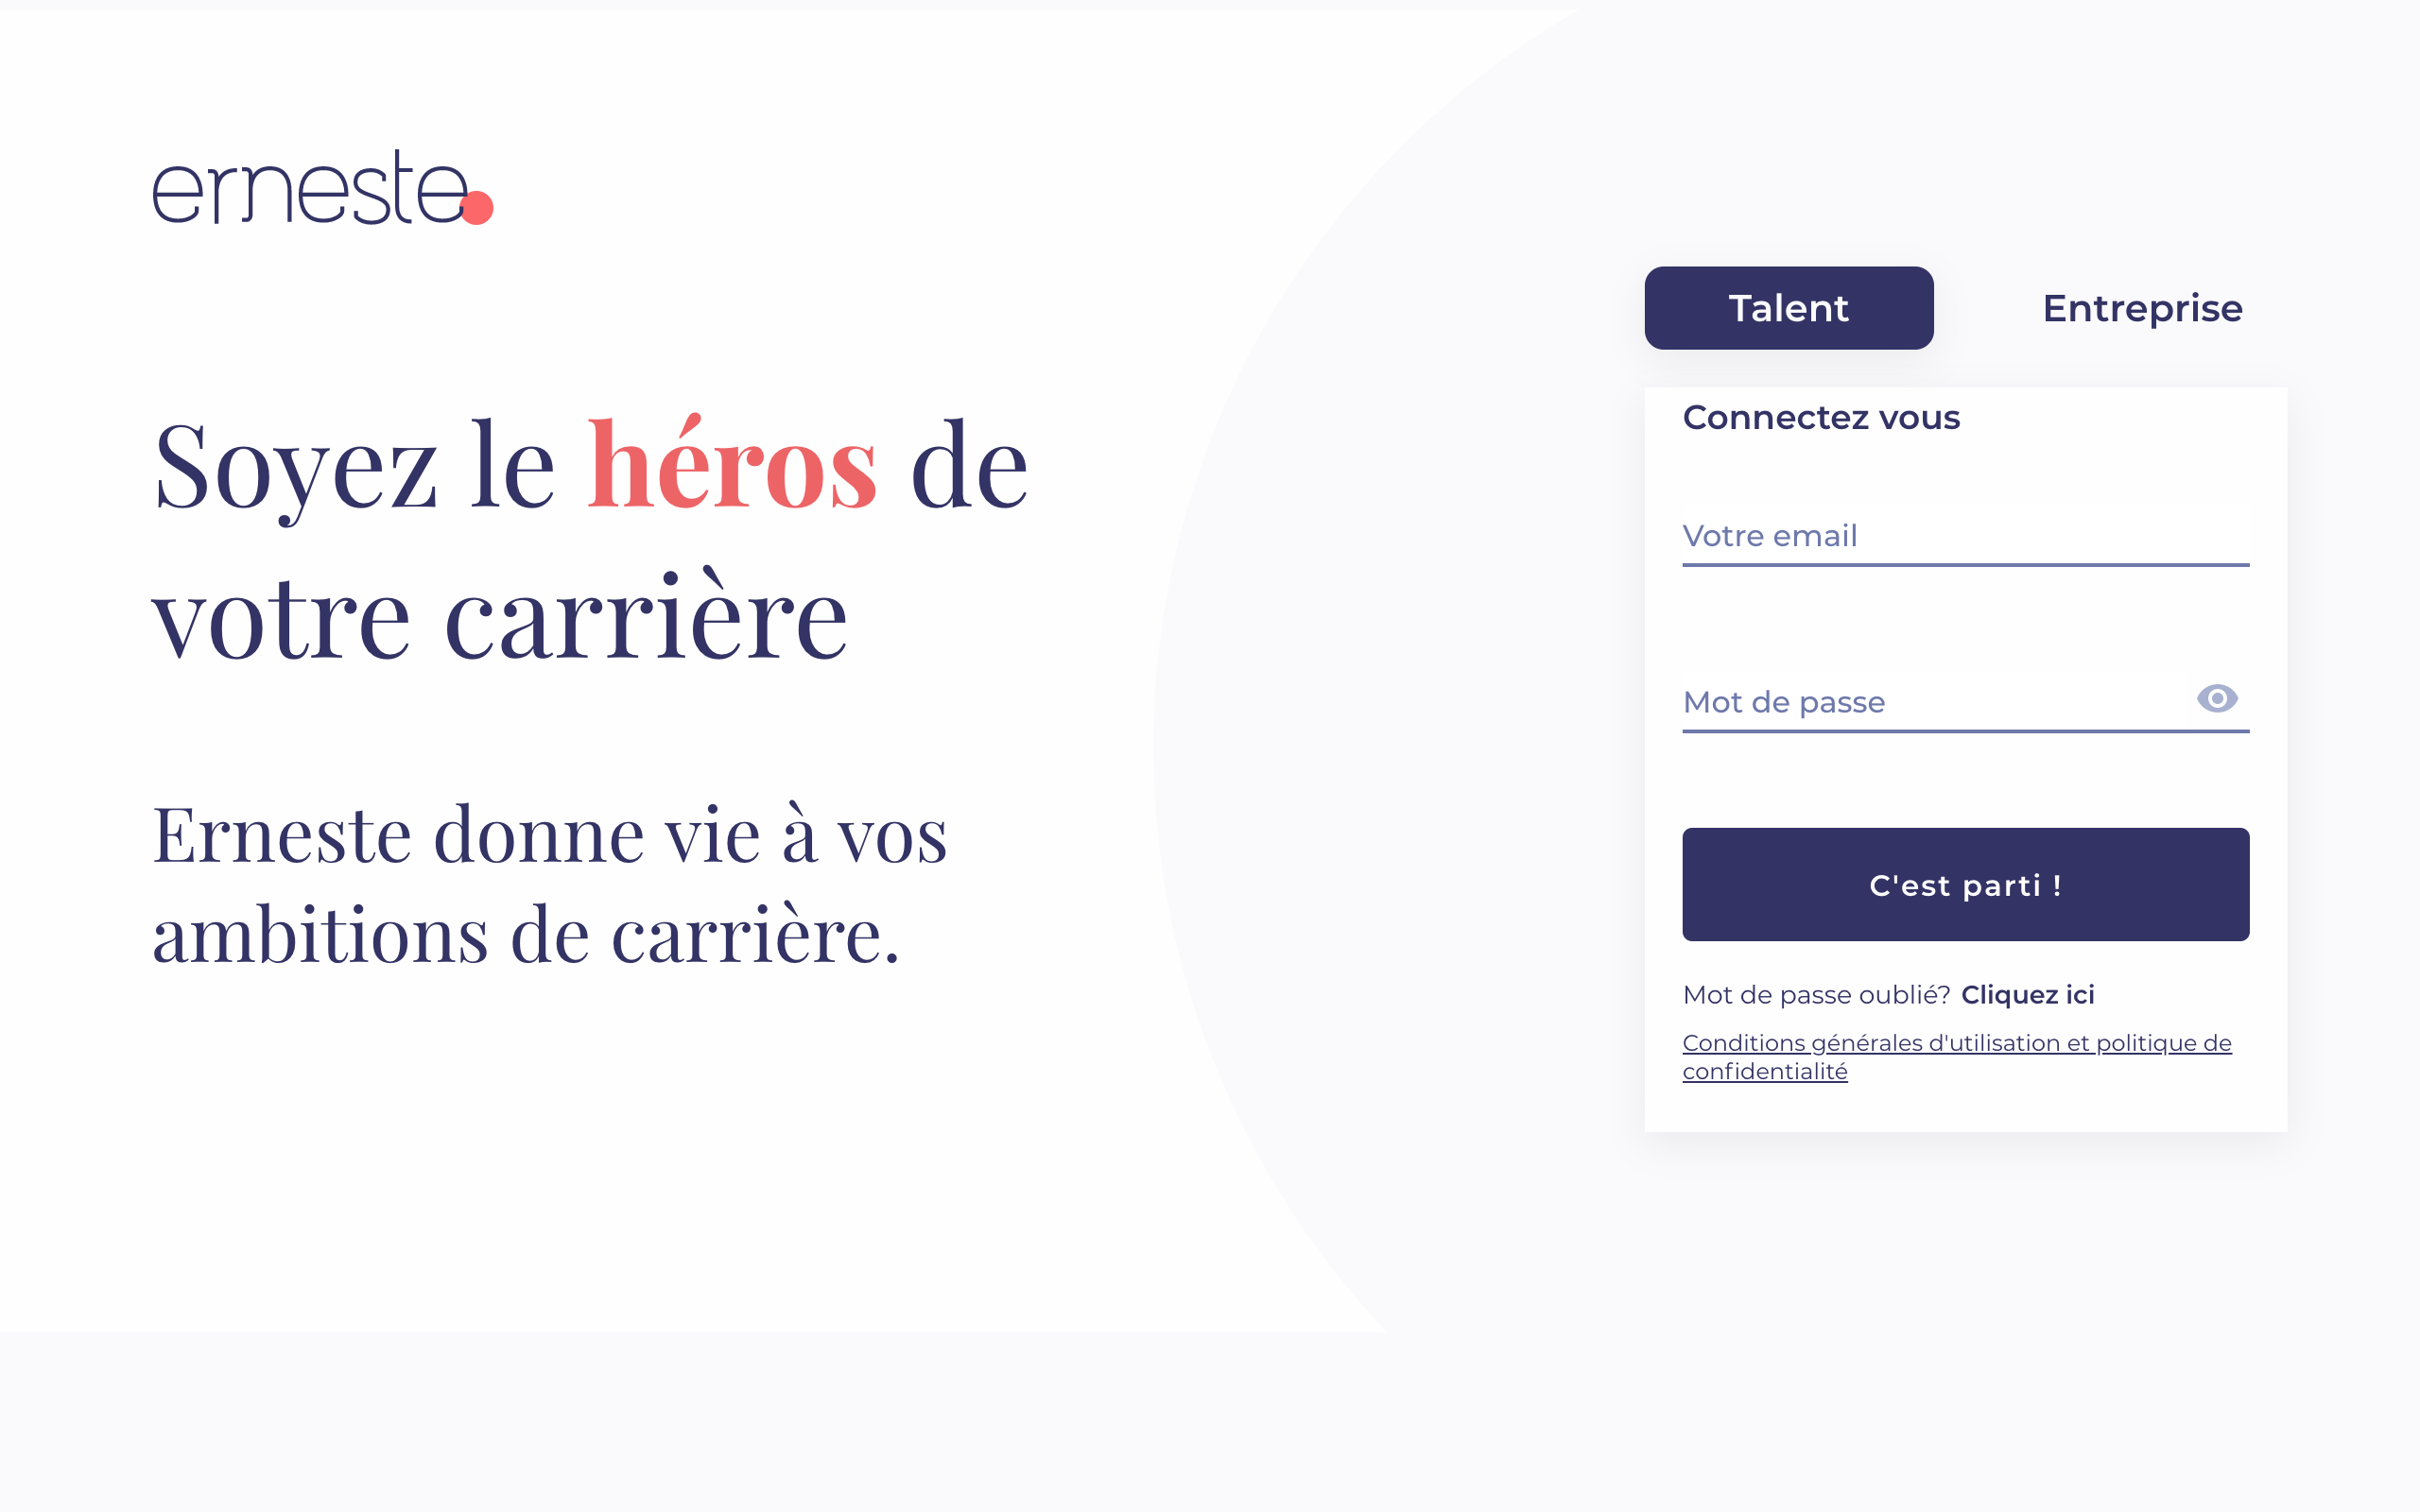 erneste
Soyez le héros de
votre carrière
Erneste donne vie à vos
ambitions de carrière.
Talent
Entreprise
Connectez vous
Votre email
Mot de passe
C'est parti !
Mot de passe oublié? Cliquez ici
Conditions générales d'utilisation et politique de
confidentialité